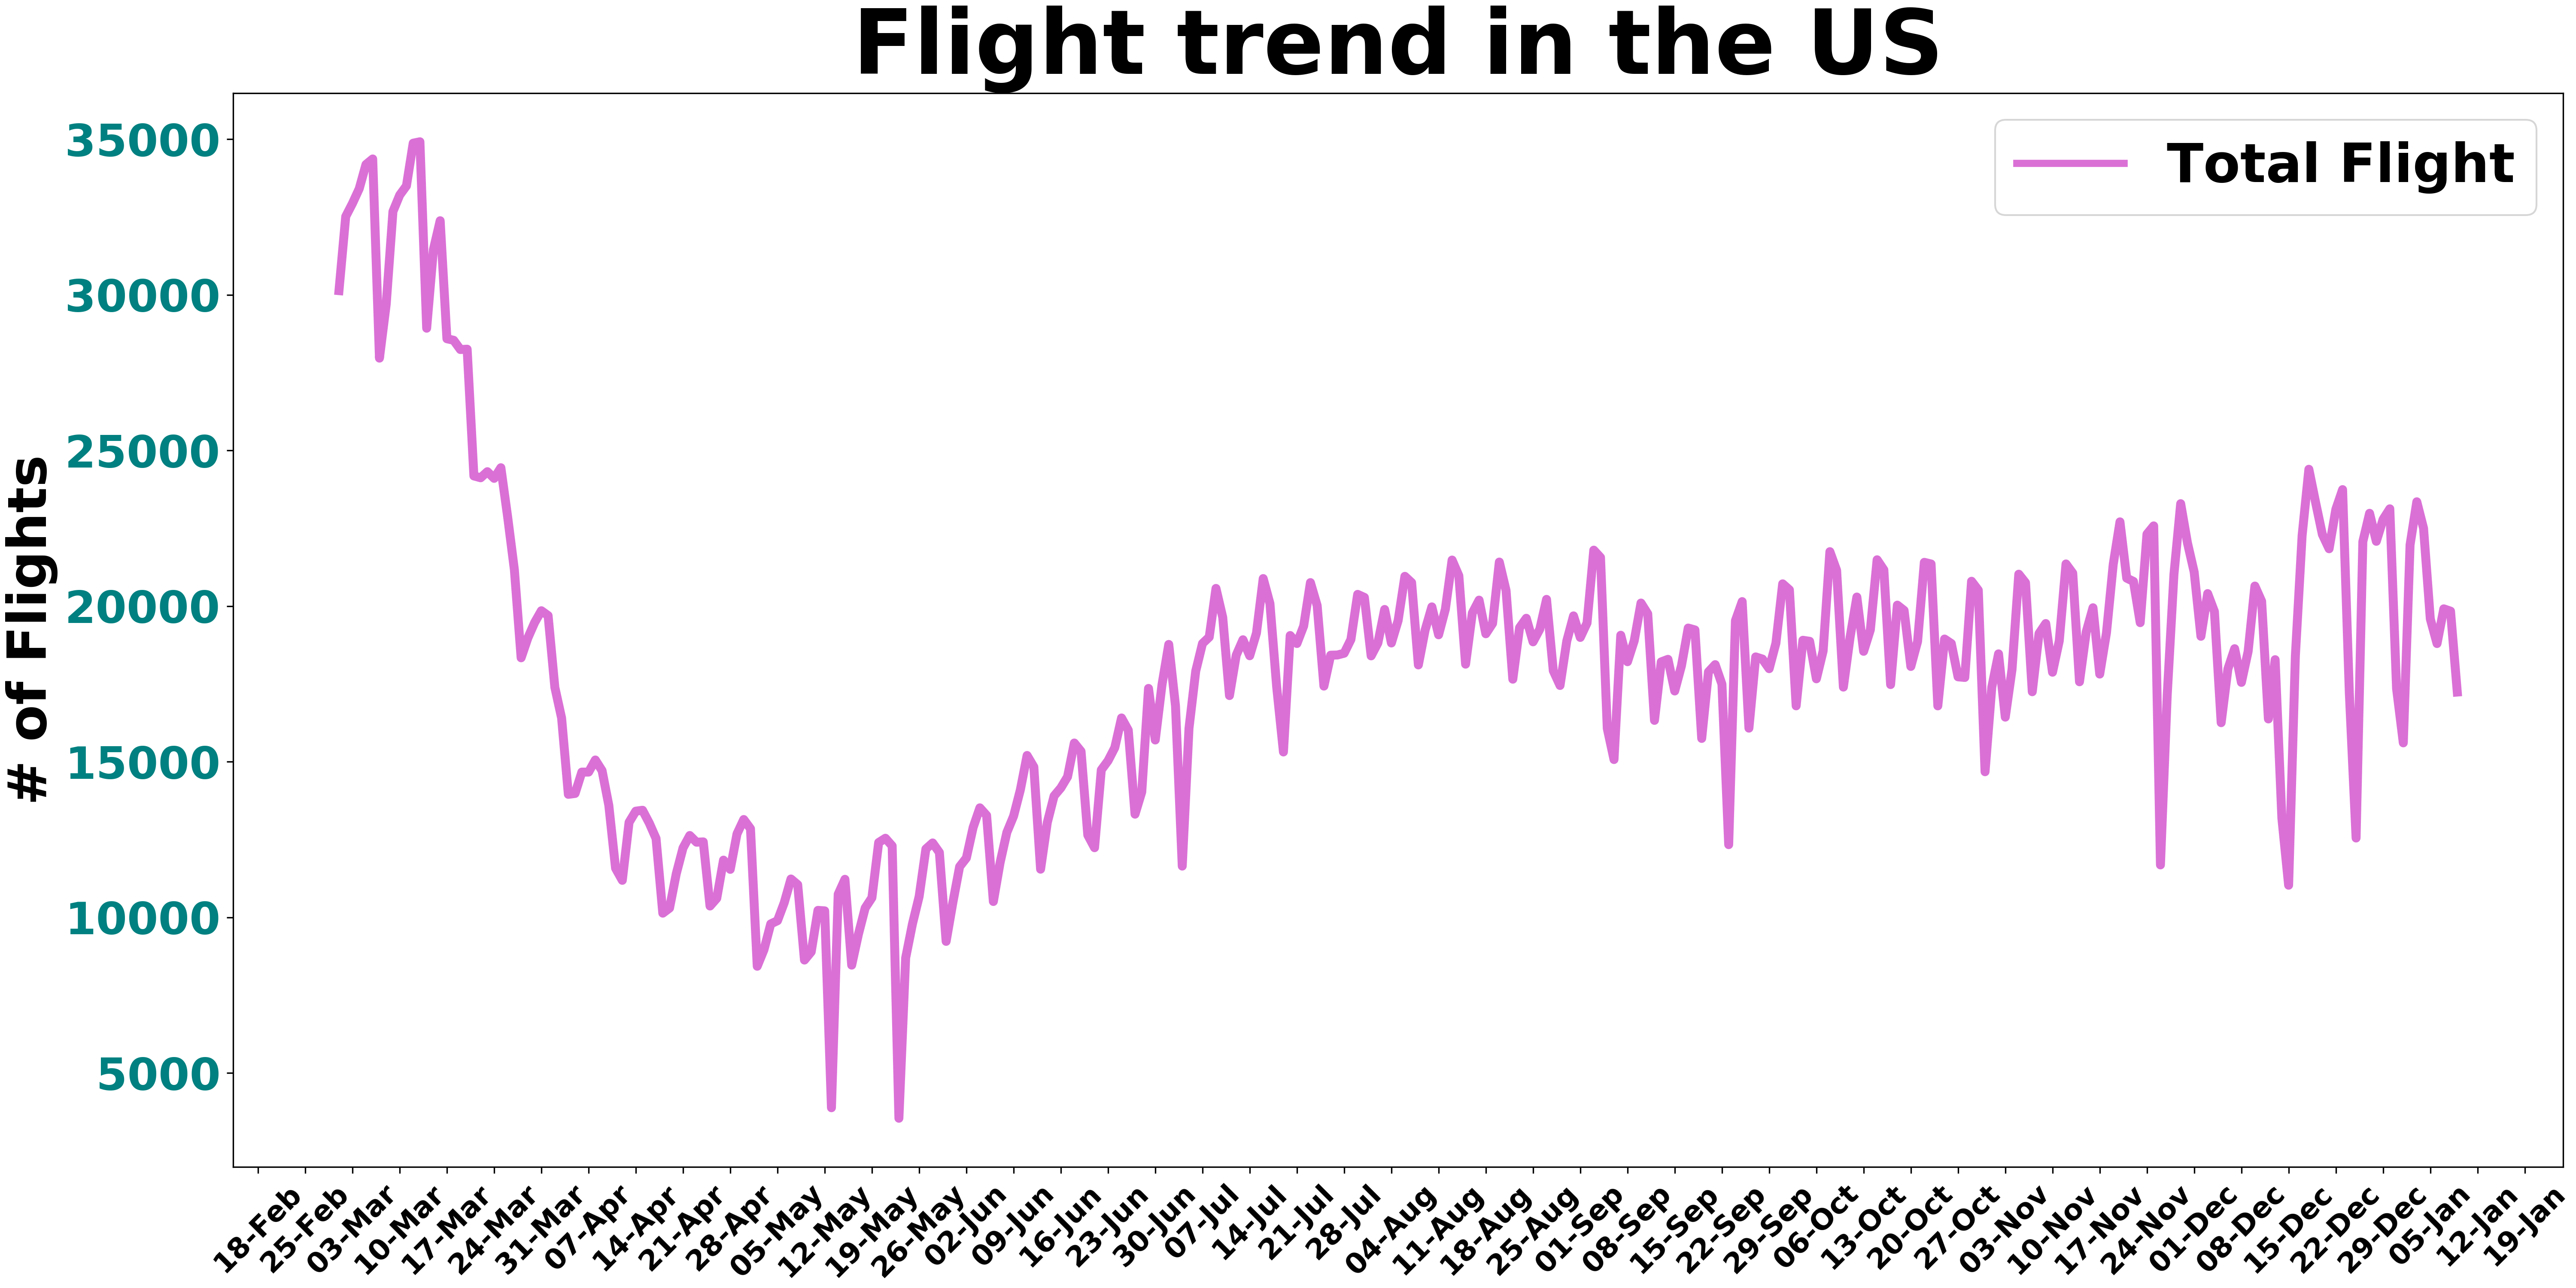 Flight trend in the US
Total Flight
# of Flights
35000
30000
25000
20000
15000
10000
5000
18-Feb
25-Feb
03-Mar
10-Mar
17-Mar
24-Mar
31-Mar
07-Apr
14-Apr
21-Apr
28-Apr
05-May
12-May
19-May
26-May
02-Jun
09-Jun
16-Jun
23-Jun
30-Jun
07-Jul
14-Jul
21-Jul
28-Jul
04-Aug
11-Aug
18-Aug
25-Aug
01-Sep
08-Sep
15-Sep
22-Sep
29-Sep
06-Oct
13-Oct
20-Oct
27-Oct
03-Nov
10-Nov
17-Nov
24-Nov
01-Dec
08-Dec
15-Dec
22-Dec
29-Dec
05-Jan
12-Jan
19-Jan